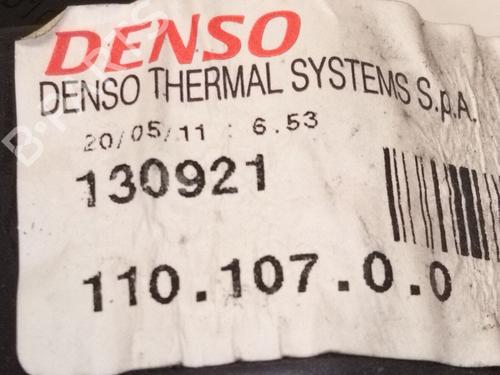 DENSO
DENSO THERMAL SYSTEMS S.p.A.
20/05/11 : 6.53
130921
110.107.0.0